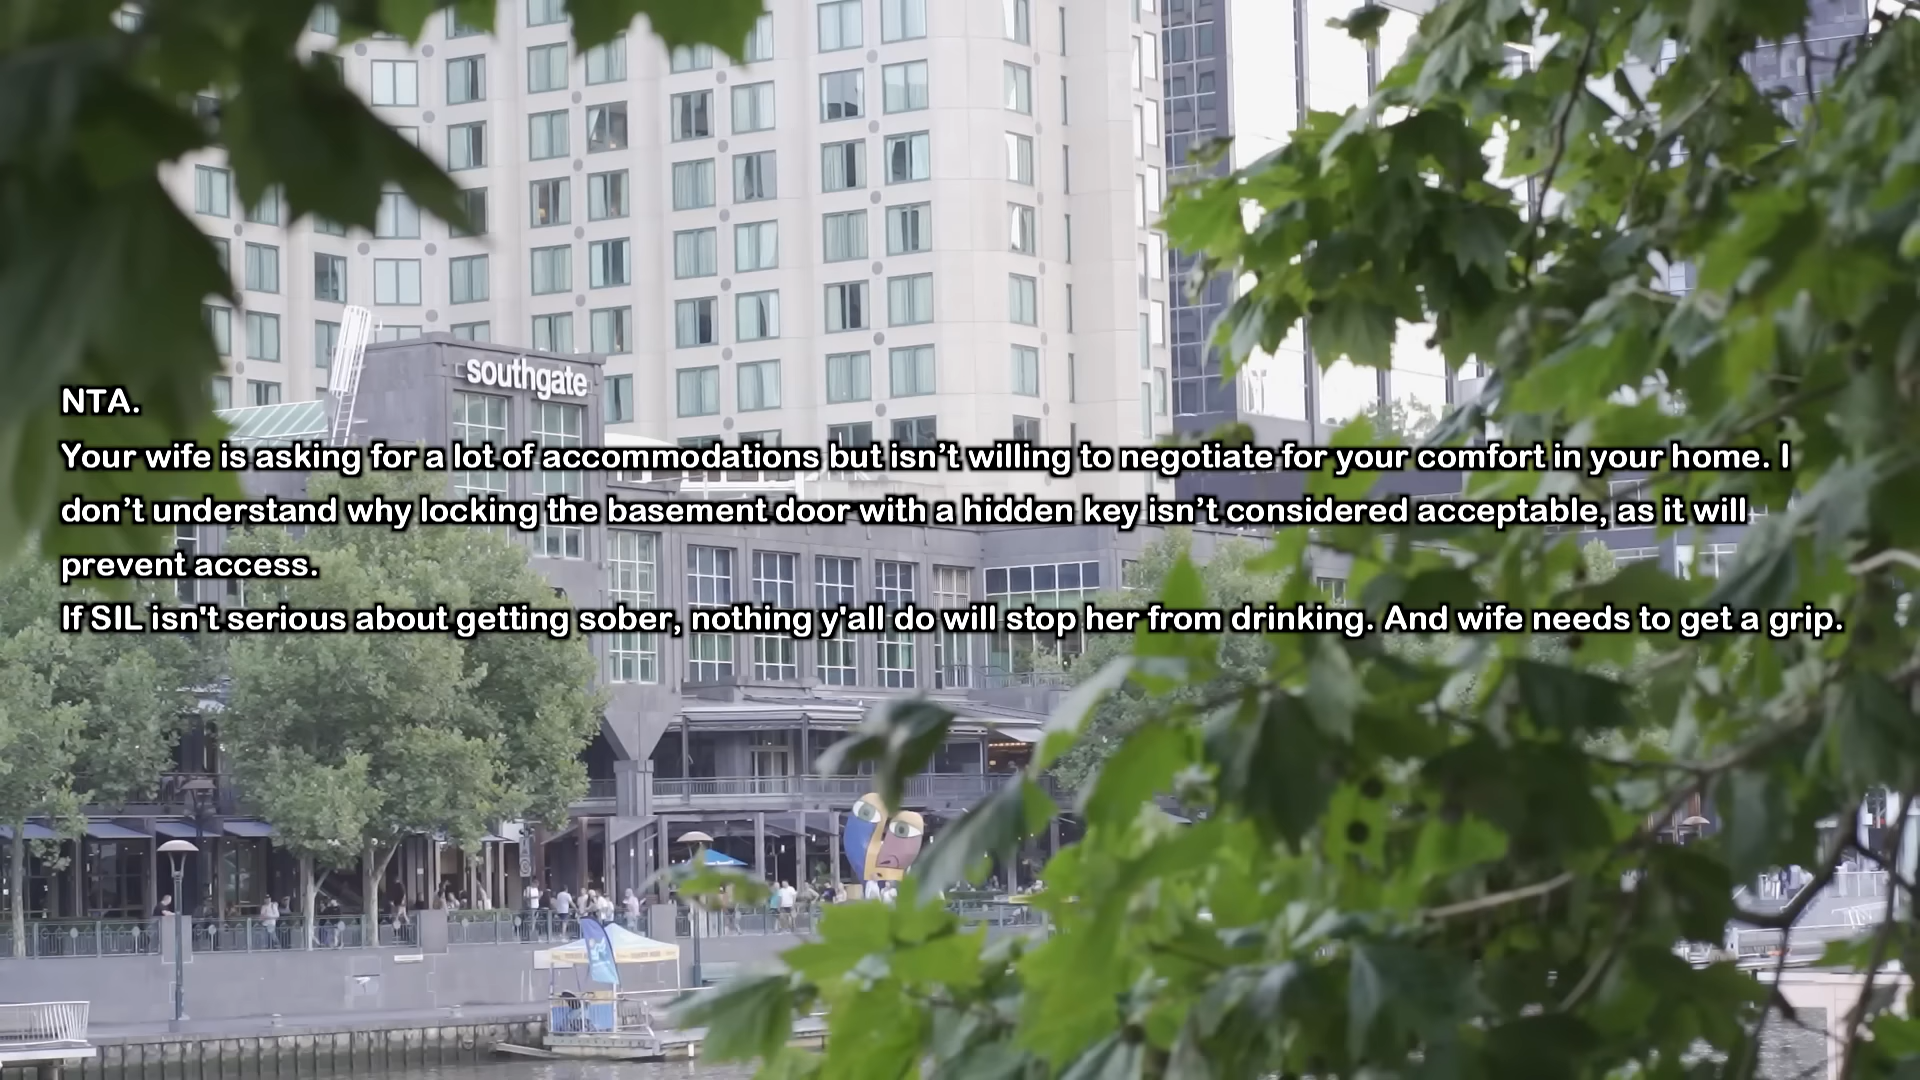 southgate
NTA.
Your wife is asking for a lot of accommodations but isn’t willing to negotiate for your comfort in your home. I
don’t understand why locking the basement door with a hidden key isn’t considered acceptable, as it will
prevent access.
If SIL isn't serious about getting sober, nothing y'all do will stop her from drinking. And wife needs to get a grip.